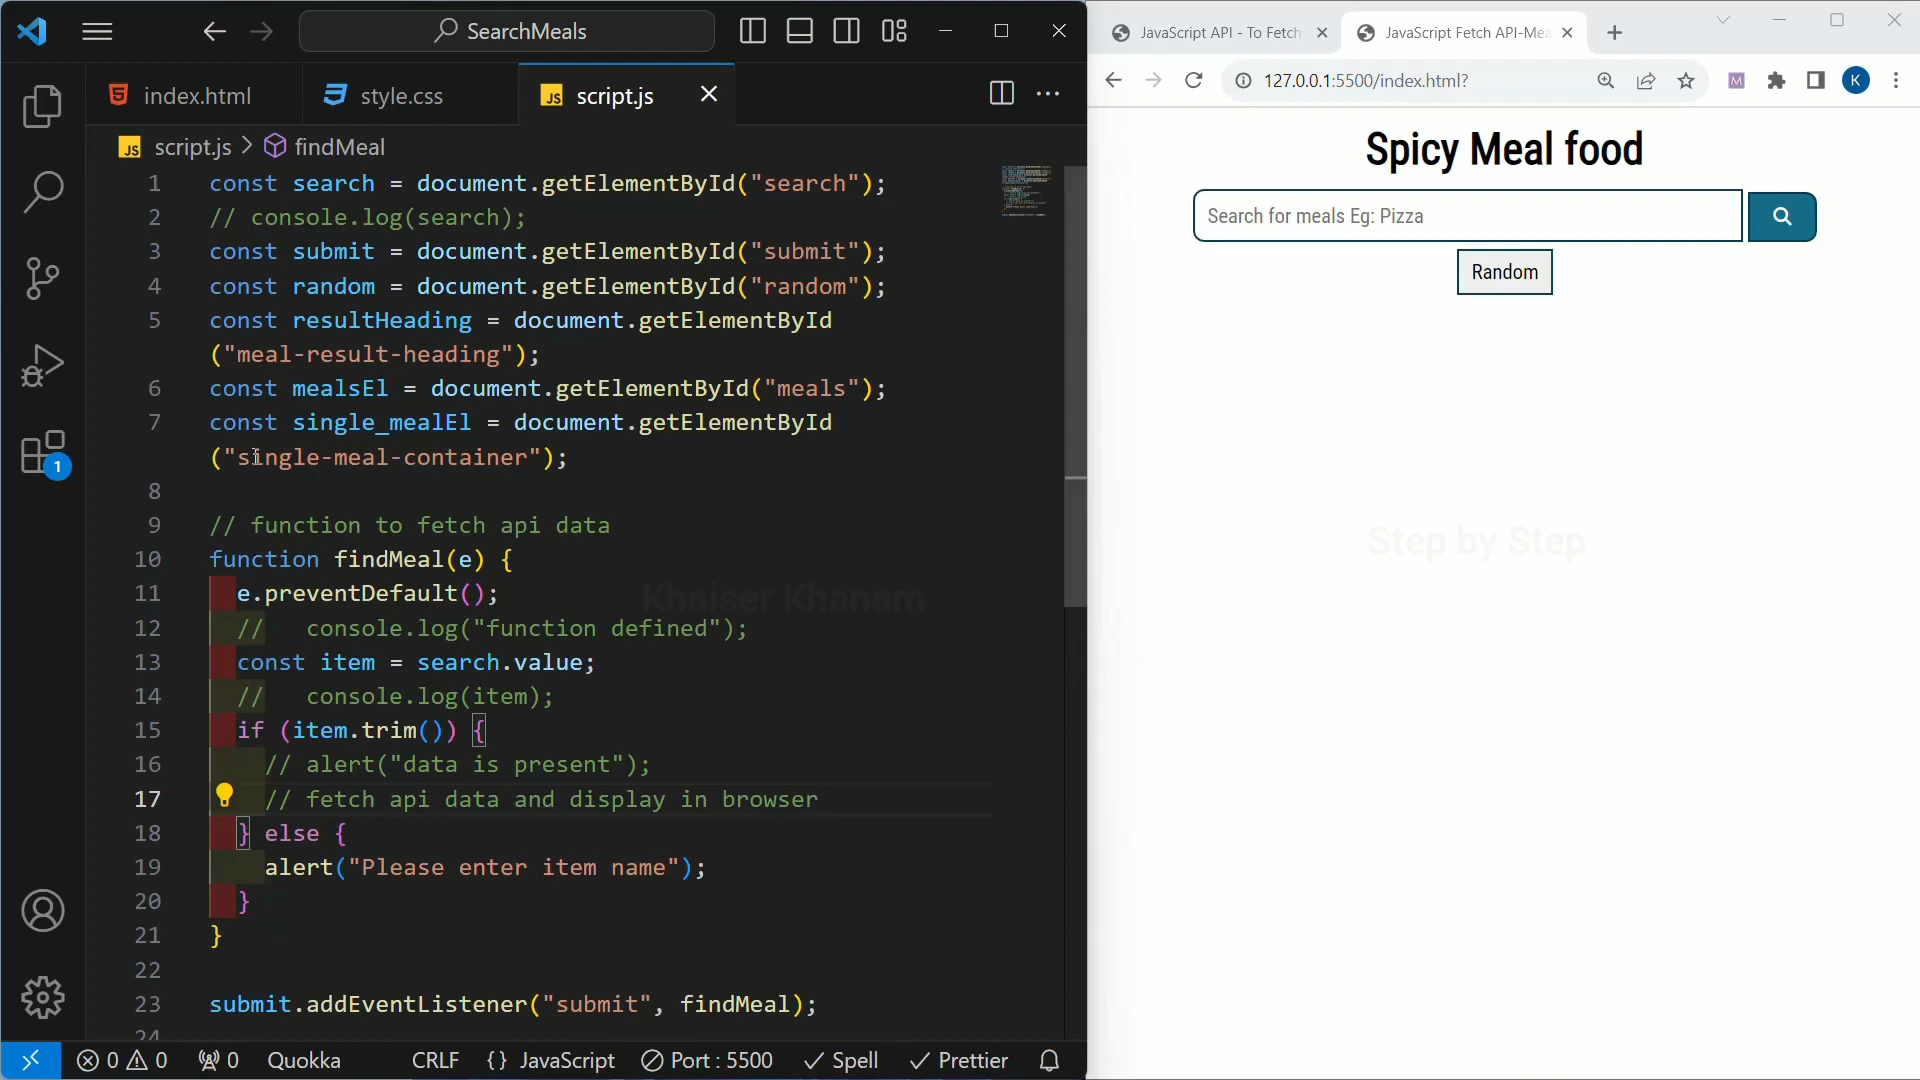 SearchMeals
index.html
style.css
script.js
script.js > findMeal
1 const search = document.getElementById("search");
2 // console.log(search);
3 const submit = document.getElementById("submit");
4 const random = document.getElementById("random");
5 const resultHeading = document.getElementById
("meal-result-heading");
6 const mealsEl = document.getElementById("meals");
7 const single_mealEl = document.getElementById
("single-meal-container");
8
9 // function to fetch api data
10 function findMeal(e) {
11 e.preventDefault();
12 // console.log("function defined");
13 const item = search.value;
14 // console.log(item);
15 if (item.trim()) {
16 // alert("data is present");
17 // fetch api data and display in browser
18 } else {
19 alert("Please enter item name");
20 }
21 }
22
23 submit.addEventListener("submit", findMeal);
24
Khaiser Khanam
1
0 0 0 Quokka CRLF {} JavaScript Port : 5500 Spell Prettier
JavaScript API - To Fetch
JavaScript Fetch API-Mea
127.0.0.1:5500/index.html?
M
K
Spicy Meal food
Search for meals Eg: Pizza
Random
Step by Step